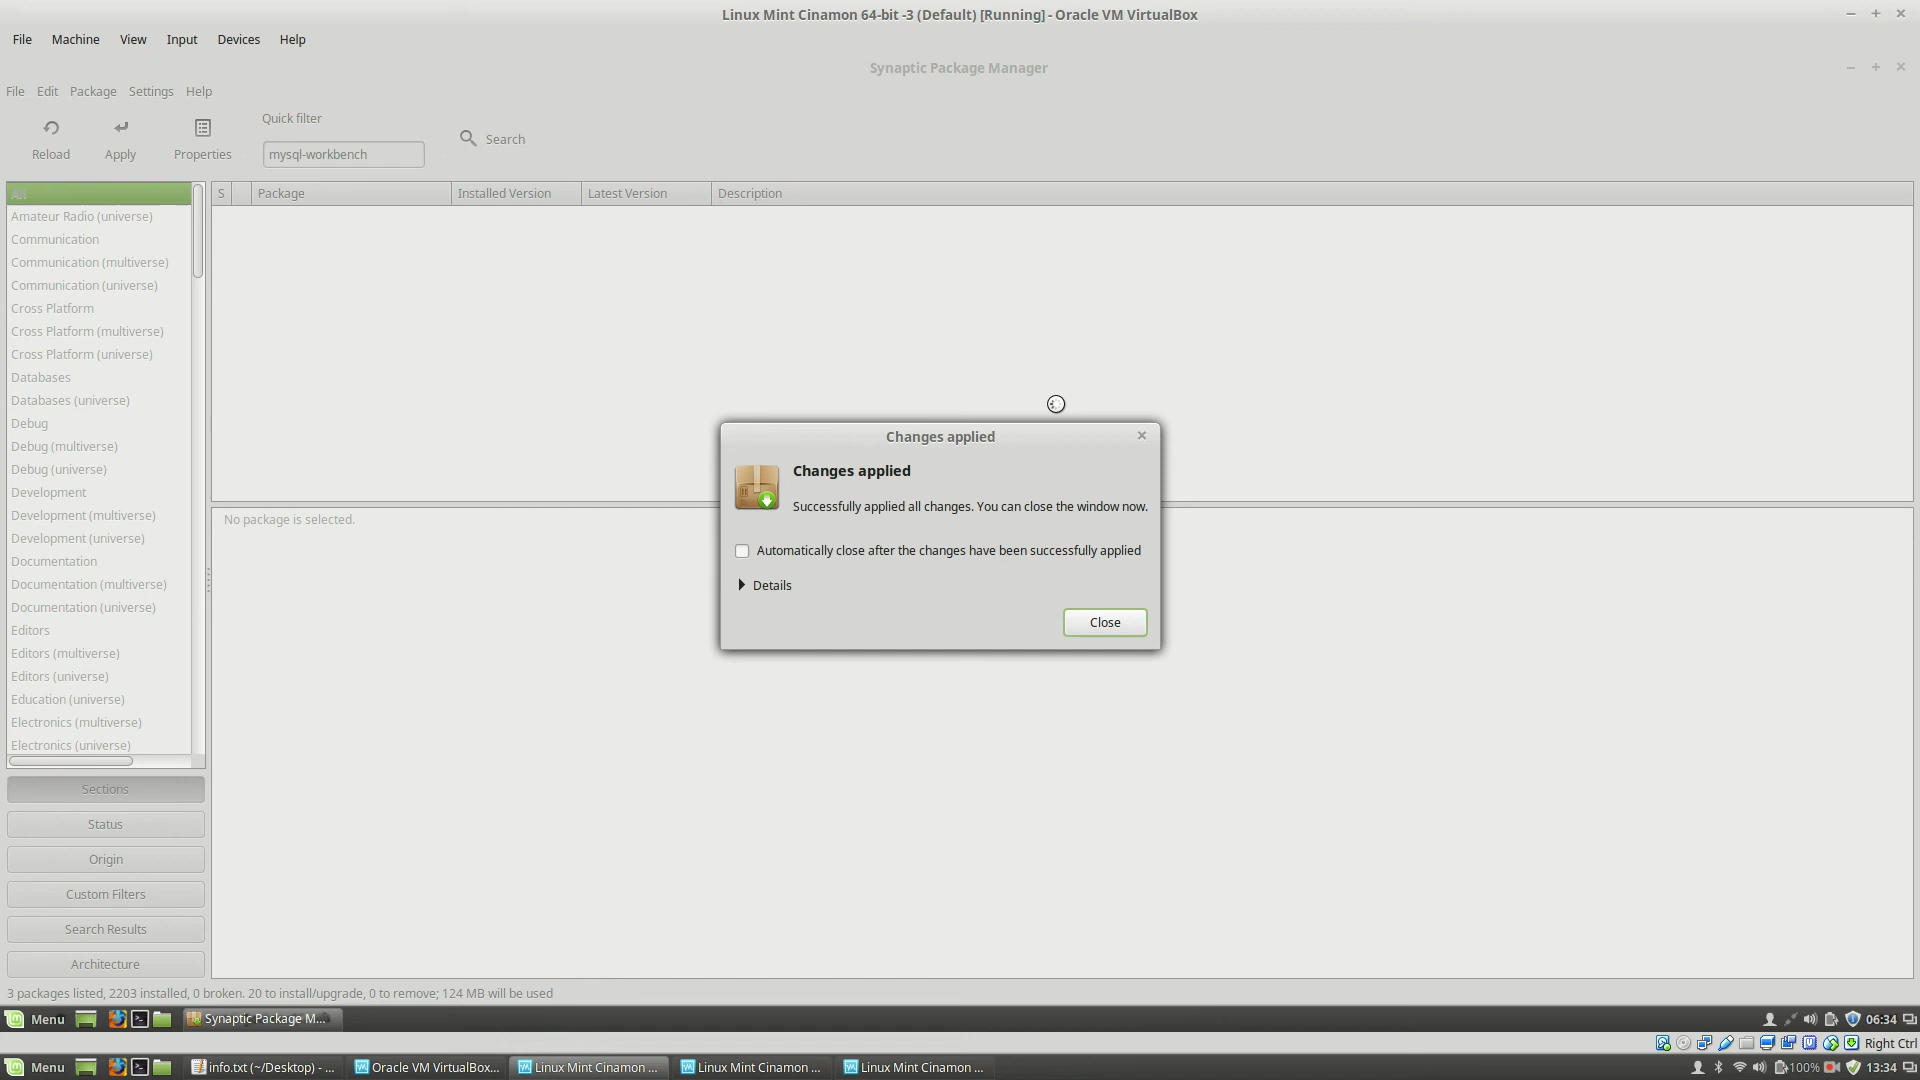 Linux Mint Cinamon 64-bit -3 (Default) [Running] - Oracle VM VirtualBox
File Machine View Input Devices Help
Synaptic Package Manager
File Edit Package Settings Help
Quick filter
Reload Apply Properties mysql-workbench Search
All
S Package Installed Version Latest Version Description
Amateur Radio (universe)
Communication
Communication (multiverse)
Communication (universe)
Cross Platform
Cross Platform (multiverse)
Cross Platform (universe)
Databases
Databases (universe)
Debug
Debug (multiverse)
Debug (universe)
Development
Development (multiverse)
Development (universe)
Documentation
Documentation (multiverse)
Documentation (universe)
Editors
Editors (multiverse)
Editors (universe)
Education (universe)
Electronics (multiverse)
Electronics (universe)
Sections
Status
Origin
Custom Filters
Search Results
Architecture
No package is selected.
Changes applied
Changes applied
Successfully applied all changes. You can close the window now.
Automatically close after the changes have been successfully applied
Details
Close
3 packages listed, 2203 installed, 0 broken. 20 to install/upgrade, 0 to remove; 124 MB will be used
Menu Synaptic Package M... 06:34
Right Ctrl
Menu info.txt (~/Desktop) - ... Oracle VM VirtualBox... Linux Mint Cinamon ... Linux Mint Cinamon ... Linux Mint Cinamon ... 100% 13:34